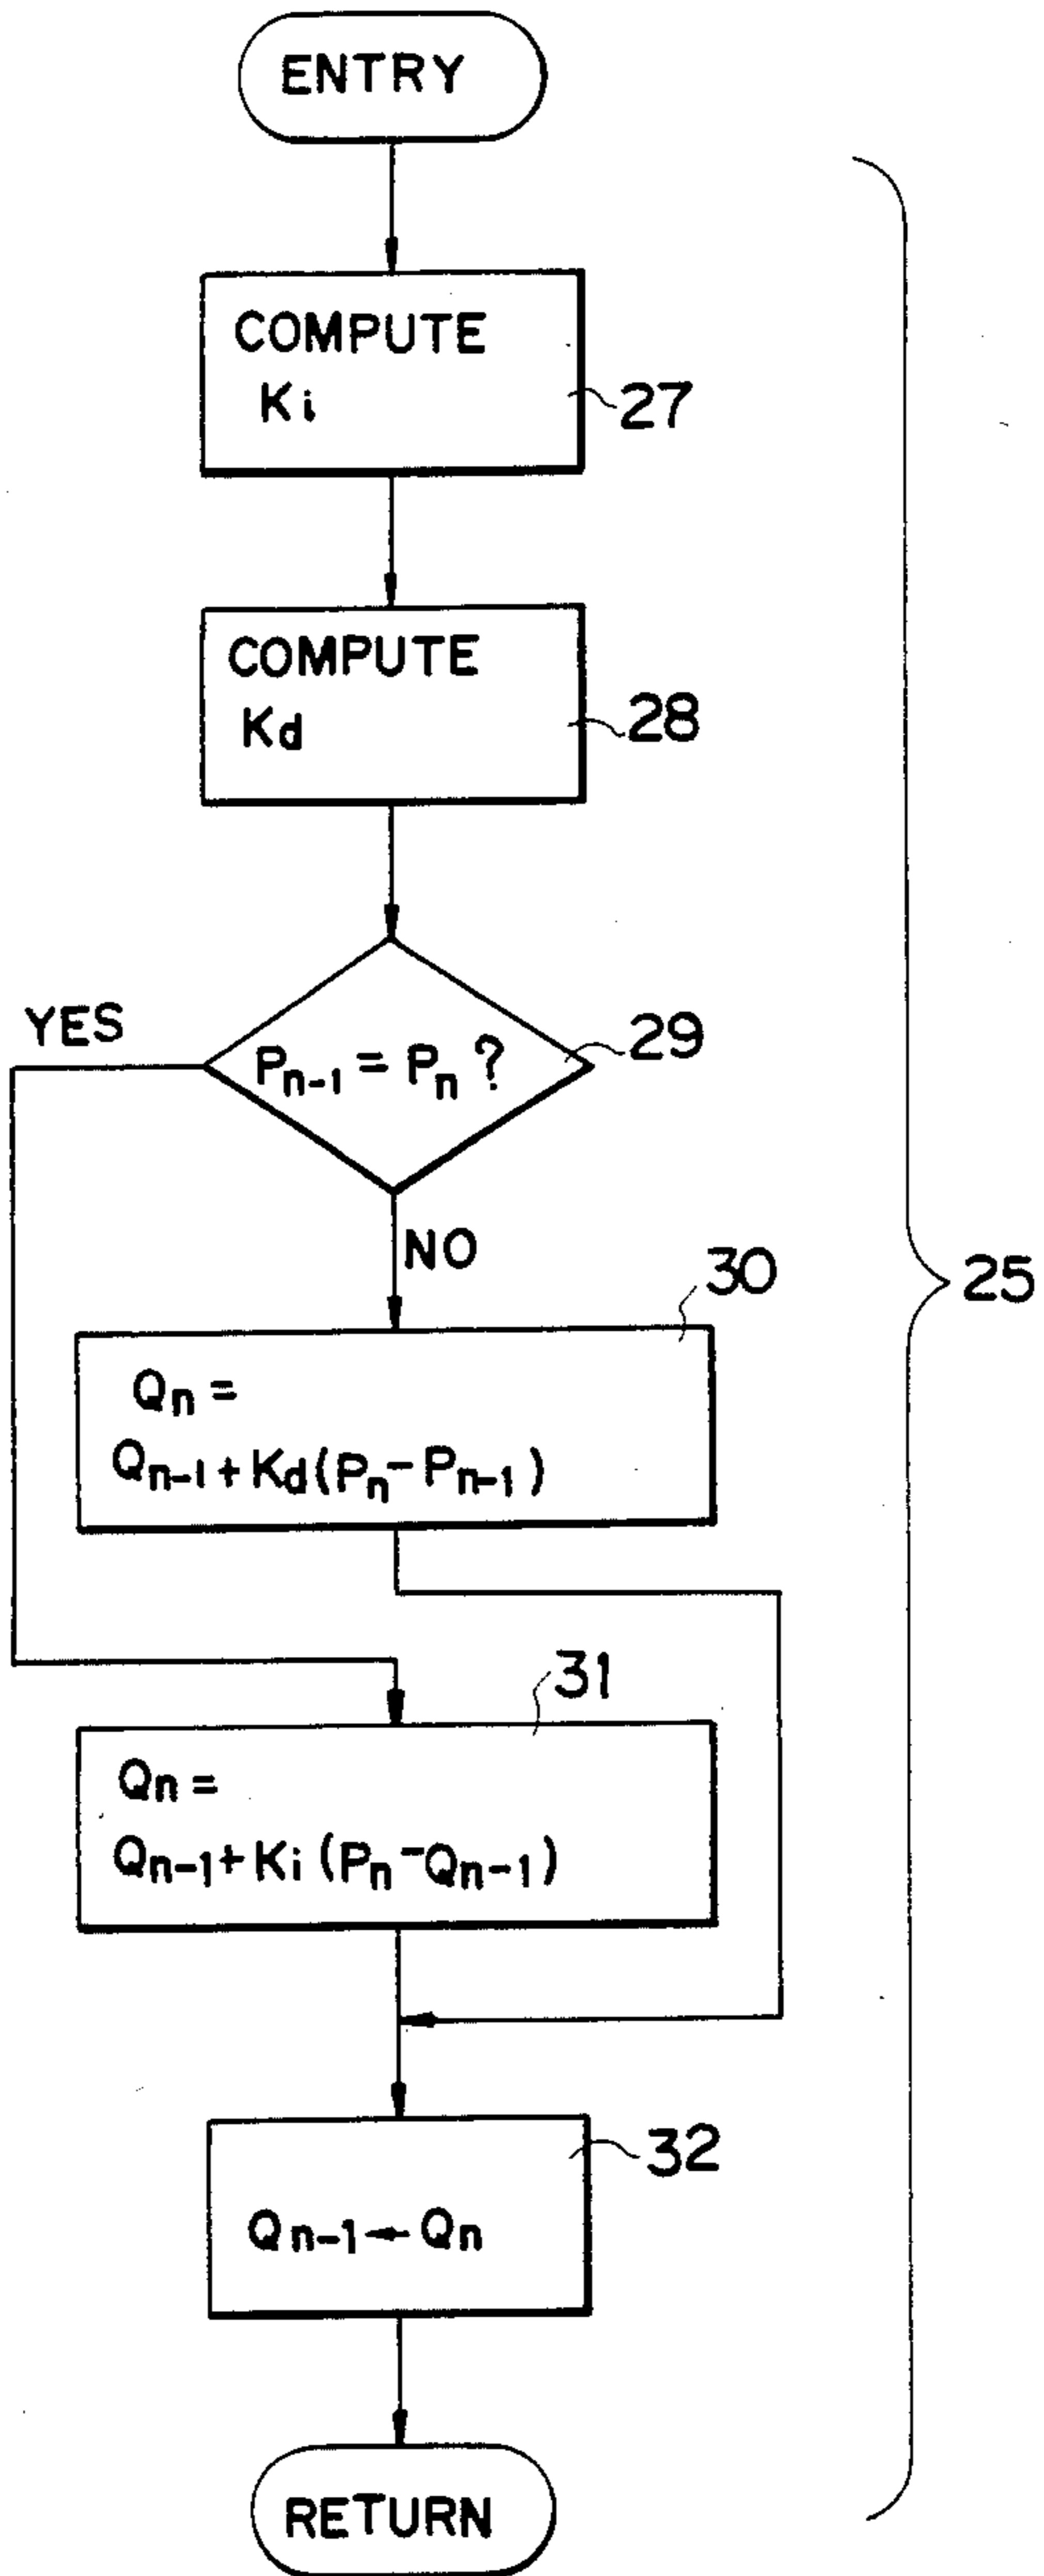 ENTRY
COMPUTE
Ki
27
COMPUTE
Kd
28
YES
Pn-1 = Pn ?
29
NO
30
Qn =
Qn-1 + Kd (Pn - Pn-1)
25
31
Qn =
Qn-1 + Ki (Pn - Qn-1)
32
Qn-1 ← Qn
RETURN